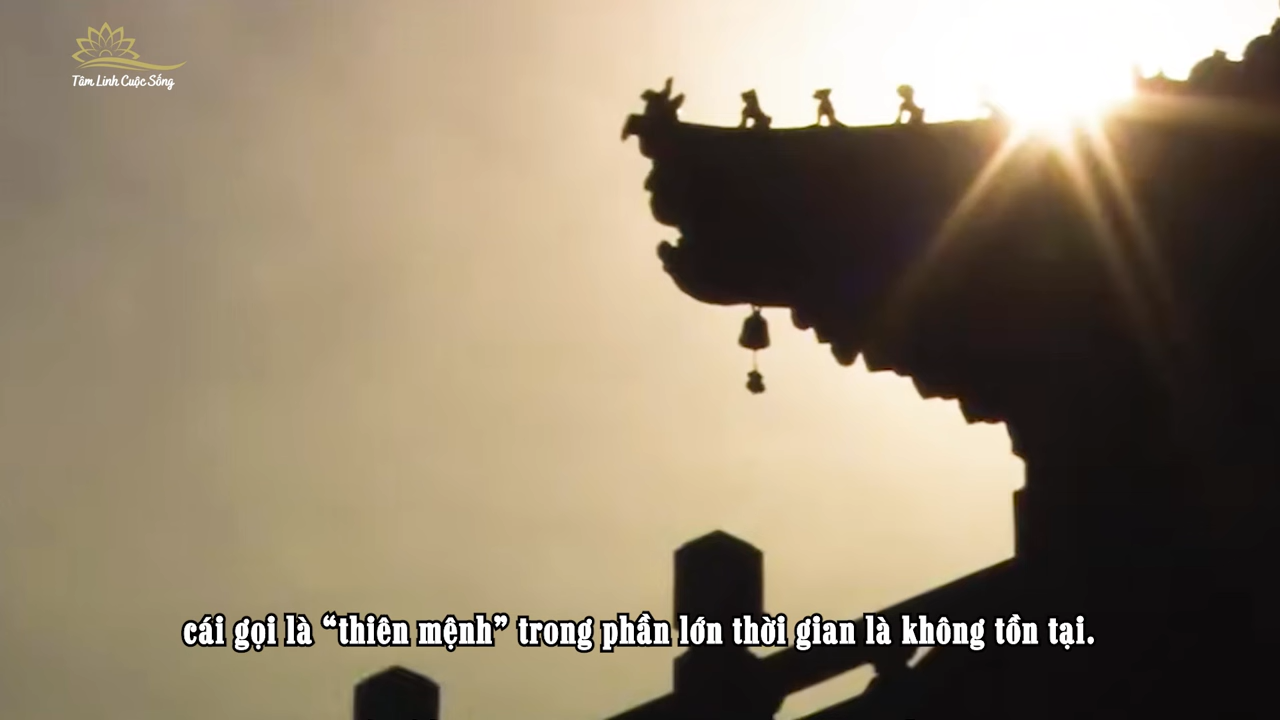 Tâm Linh Cuộc Sống
cái gọi là “thiên mệnh” trong phần lớn thời gian là không tồn tại.